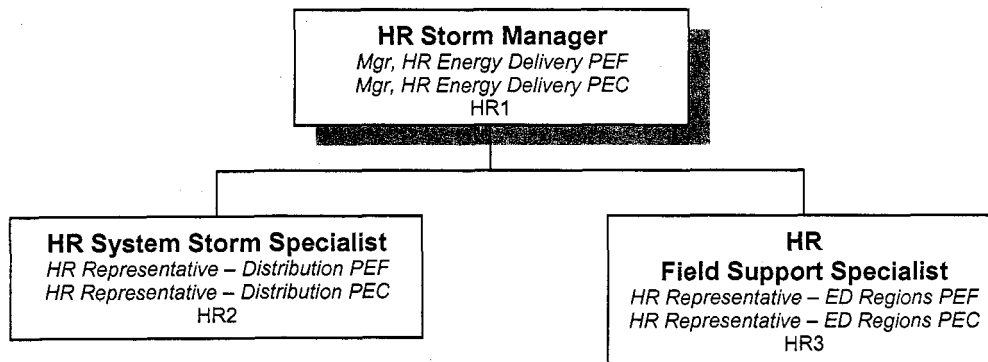 HR Storm Manager
Mgr, HR Energy Delivery PEF
Mgr, HR Energy Delivery PEC
HR1
HR System Storm Specialist
HR Representative – Distribution PEF
HR Representative – Distribution PEC
HR2
HR
Field Support Specialist
HR Representative – ED Regions PEF
HR Representative – ED Regions PEC
HR3